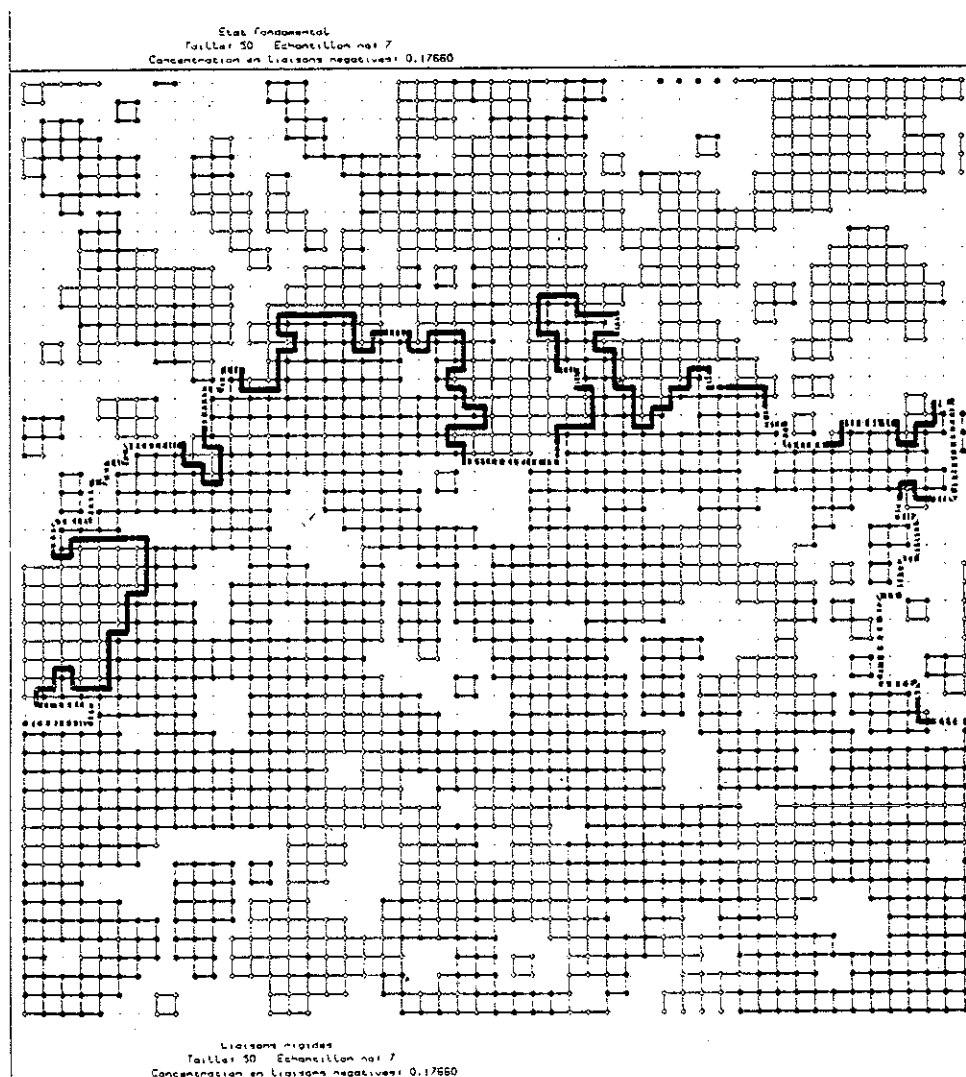 Etat fondamental
Taille: 50 Echantillon no: 7
Concentration en liaisons negatives: 0.17660
Liaisons rigides
Taille: 50 Echantillon no: 7
Concentration en liaisons negatives: 0.17660